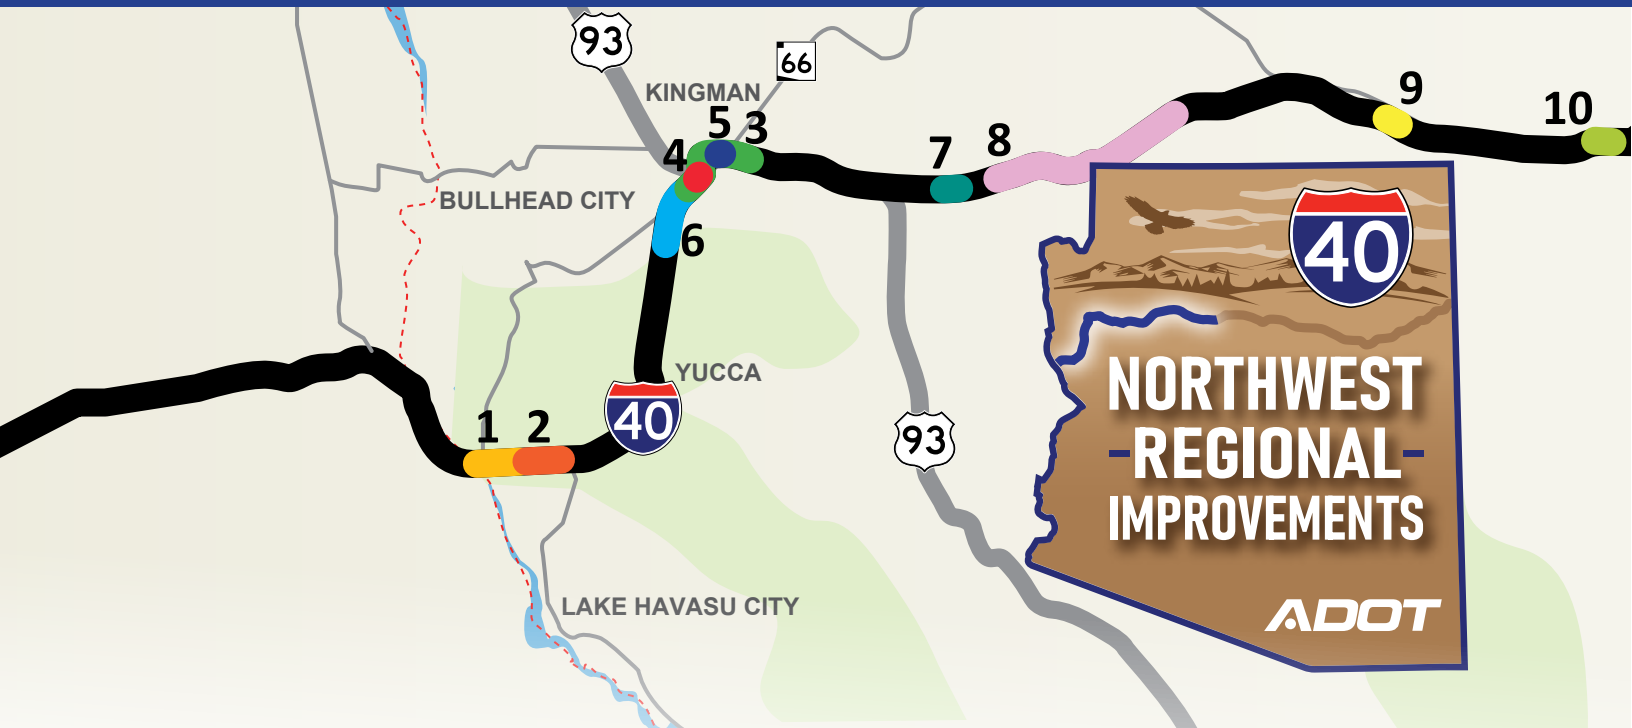 93
66
KINGMAN
5
3
4
9
10
7
8
BULLHEAD CITY
6
40
YUCCA
40
1
2
93
NORTHWEST
REGIONAL
IMPROVEMENTS
LAKE HAVASU CITY
ADOT